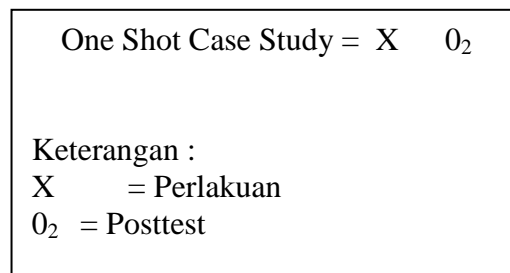 One Shot Case Study = X 0₂
Keterangan :
X = Perlakuan
0₂ = Posttest